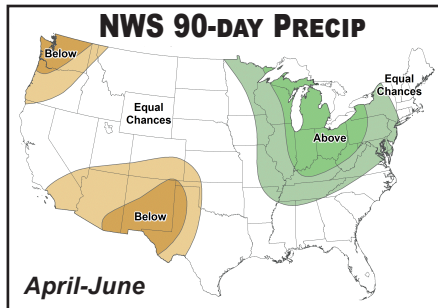 NWS 90-DAY PRECIP
Below
Equal
Chances
Equal
Chances
Above
Below
April-June